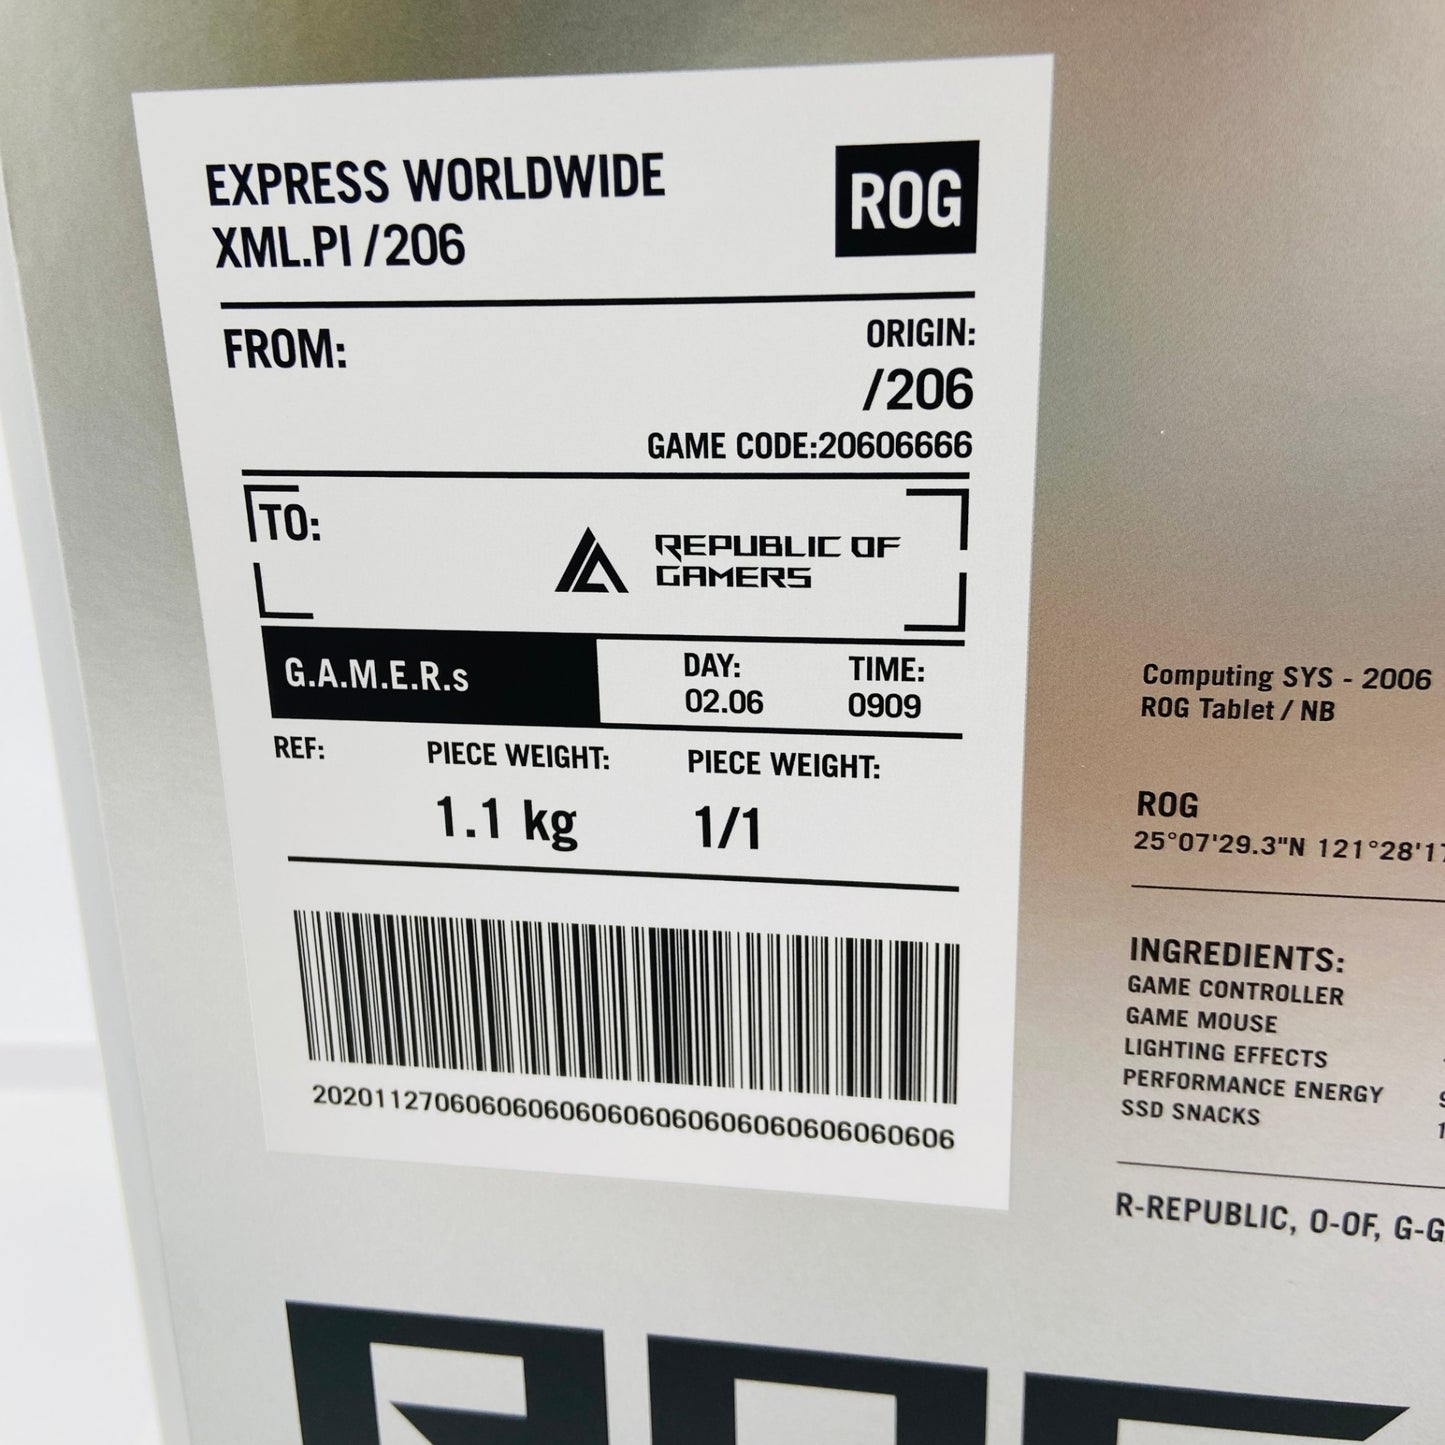 EXPRESS WORLDWIDE
XML.PI /206
ROG
FROM:
ORIGIN:
/206
GAME CODE:20606666
TO:
REPUBLIC OF
GAMERS
G.A.M.E.R.s
DAY:
02.06
TIME:
0909
REF:
PIECE WEIGHT:
1.1 kg
PIECE WEIGHT:
1/1
Computing SYS - 2006
ROG Tablet / NB
ROG
25°07'29.3"N 121°28'17
INGREDIENTS:
GAME CONTROLLER
GAME MOUSE
LIGHTING EFFECTS
PERFORMANCE ENERGY
SSD SNACKS
R-REPUBLIC, O-OF, G-G